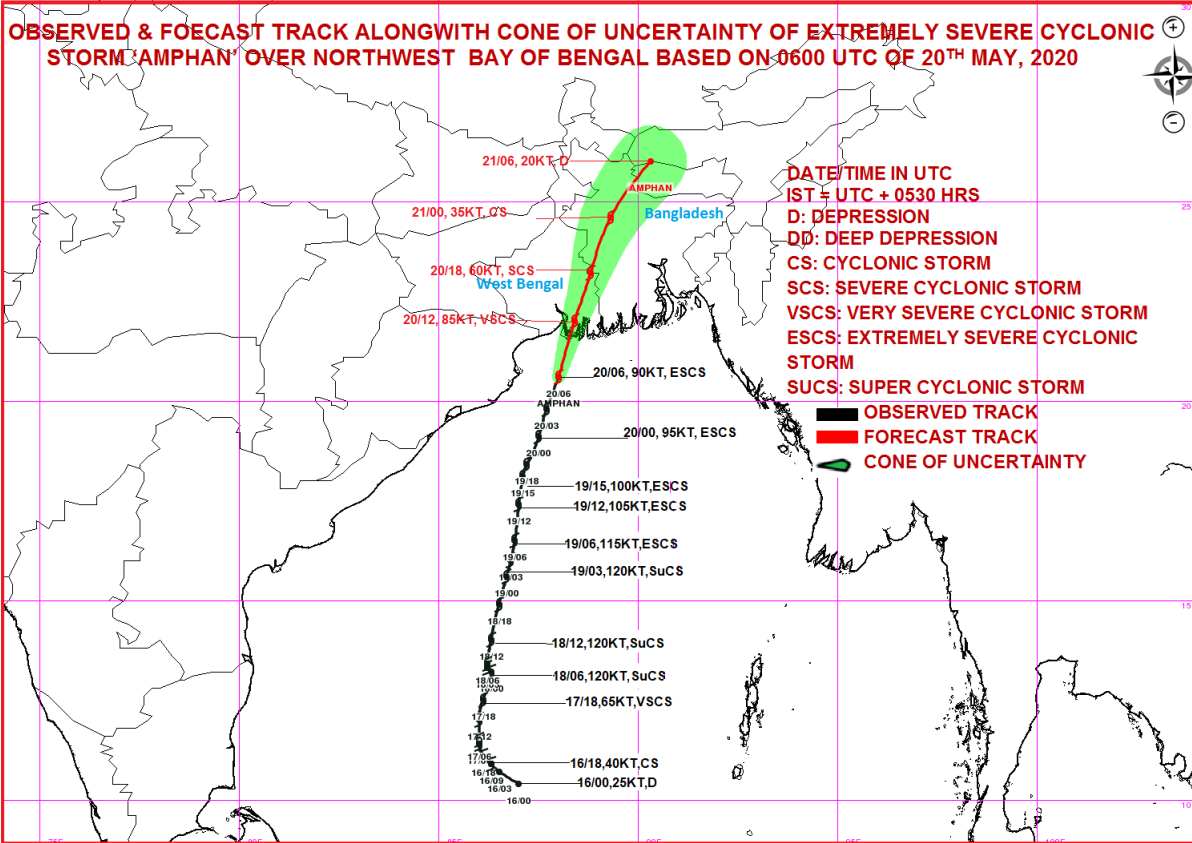 OBSERVED & FOECAST TRACK ALONGWITH CONE OF UNCERTAINTY OF EXTREMELY SEVERE CYCLONIC
STORM 'AMPHAN' OVER NORTHWEST BAY OF BENGAL BASED ON 0600 UTC OF 20TH MAY, 2020
DATE/TIME IN UTC
IST = UTC + 0530 HRS
D: DEPRESSION
DD: DEEP DEPRESSION
CS: CYCLONIC STORM
SCS: SEVERE CYCLONIC STORM
VSCS: VERY SEVERE CYCLONIC STORM
ESCS: EXTREMELY SEVERE CYCLONIC
STORM
SUCS: SUPER CYCLONIC STORM
OBSERVED TRACK
FORECAST TRACK
CONE OF UNCERTAINTY
21/06, 20KT, D
AMPHAN
21/00, 35KT, CS
Bangladesh
20/18, 60KT, SCS
West Bengal
20/12, 85KT, VSCS
20/06, 90KT, ESCS
20/06
AMPHAN
20/03
20/00, 95KT, ESCS
20/00
19/18
19/15,100KT,ESCS
19/15
19/12,105KT,ESCS
19/12
19/06,115KT,ESCS
19/06
19/03,120KT,SuCS
19/03
19/00
18/18
18/12,120KT,SuCS
18/12
18/06,120KT,SuCS
18/06
17/18,65KT,VSCS
17/18
17/12
17/06
16/18,40KT,CS
16/18
16/09
16/03
16/00,25KT,D
16/00